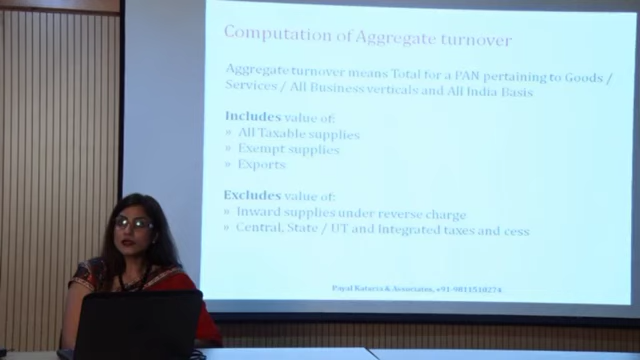 Computation of Aggregate turnover
Aggregate turnover means Total for a PAN pertaining to Goods /
Services / All Business verticals and All India Basis
Includes value of:
» All Taxable supplies
» Exempt supplies
» Exports
Excludes value of:
» Inward supplies under reverse charge
» Central, State / UT and Integrated taxes and cess
Payal Kataria & Associates, +91-9811510274